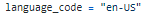 language_code = "en-US"